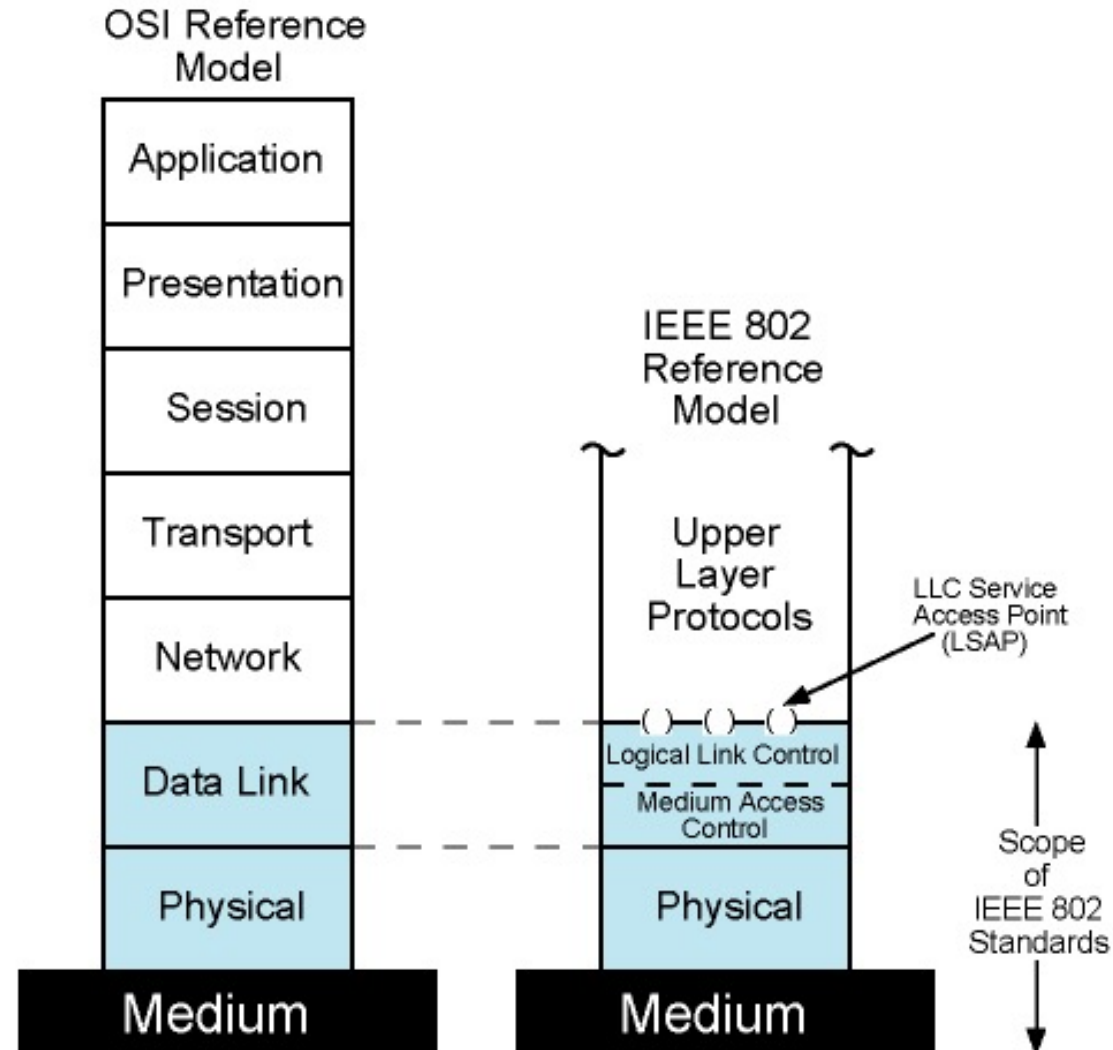 OSI Reference
Model
Application
Presentation
Session
Transport
Network
Data Link
Physical
Medium
IEEE 802
Reference
Model
Upper
Layer
Protocols
LLC Service
Access Point
(LSAP)
( ) ( ) ( )
Logical Link Control
Medium Access
Control
Physical
Medium
Scope
of
IEEE 802
Standards